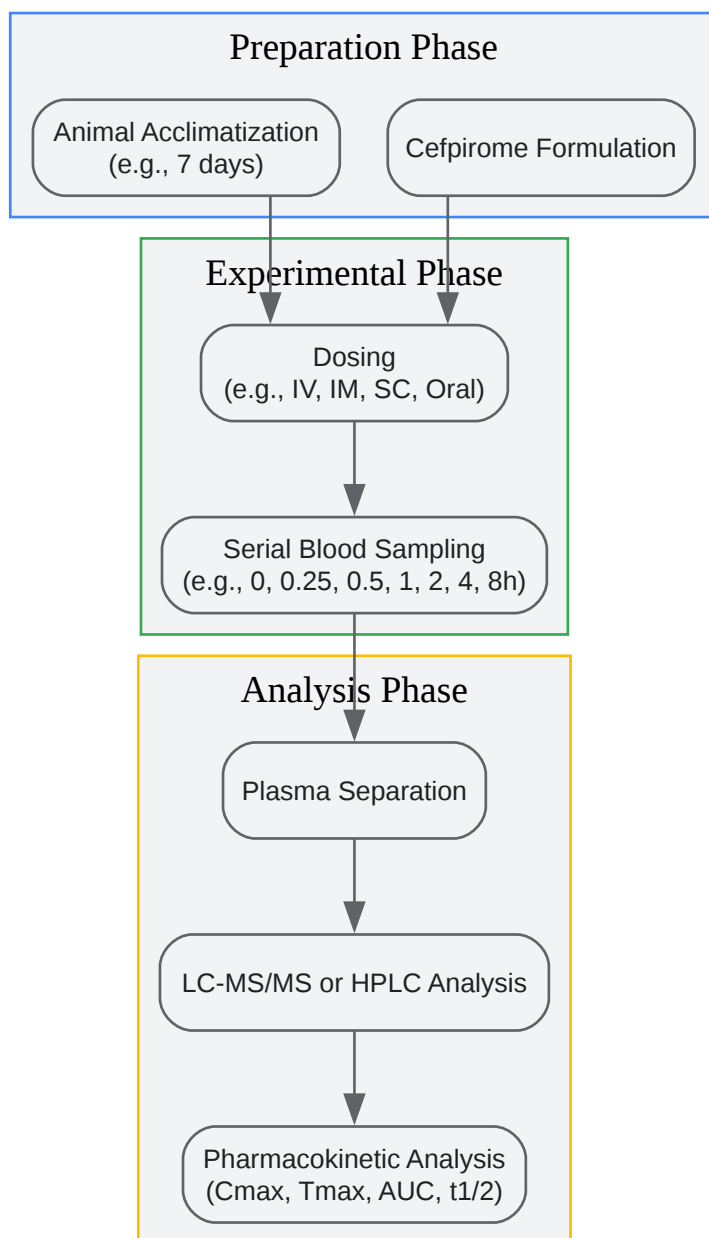 Preparation Phase
Animal Acclimatization
(e.g., 7 days)
Cefpirome Formulation
Experimental Phase
Dosing
(e.g., IV, IM, SC, Oral)
Serial Blood Sampling
(e.g., 0, 0.25, 0.5, 1, 2, 4, 8h)
Analysis Phase
Plasma Separation
LC-MS/MS or HPLC Analysis
Pharmacokinetic Analysis
(Cmax, Tmax, AUC, t1/2)